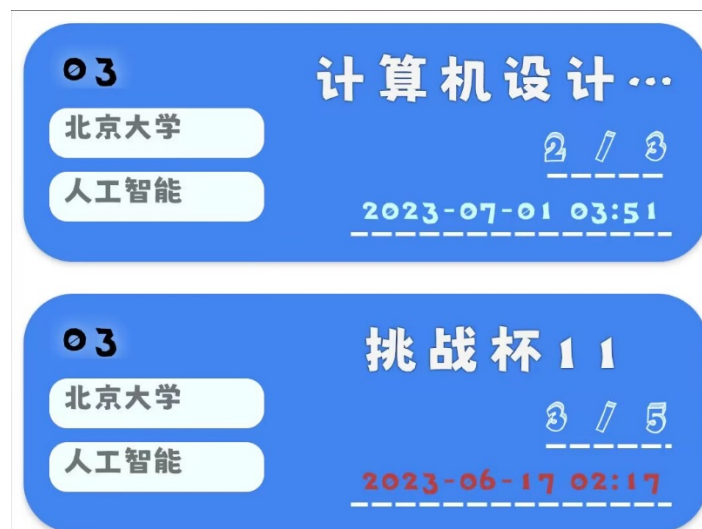 03
计算机设计…
北京大学
2 / 3
人工智能
2023-07-01 03:51
03
挑战杯11
北京大学
3 / 5
人工智能
2023-06-17 02:17